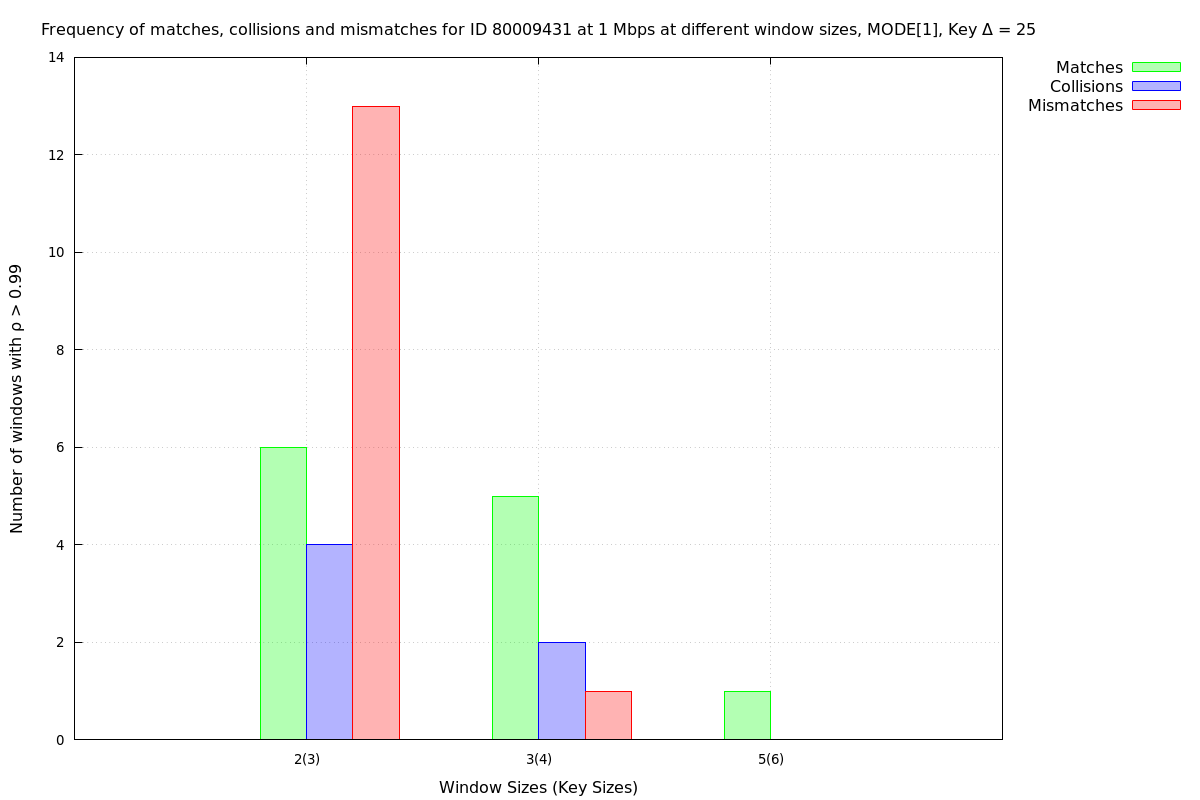 Frequency of matches, collisions and mismatches for ID 80009431 at 1 Mbps at different window sizes, MODE[1], Key Δ = 25
Matches
Collisions
Mismatches
Number of windows with ρ > 0.99
14
12
10
8
6
4
2
0
2(3) 3(4) 5(6)
Window Sizes (Key Sizes)